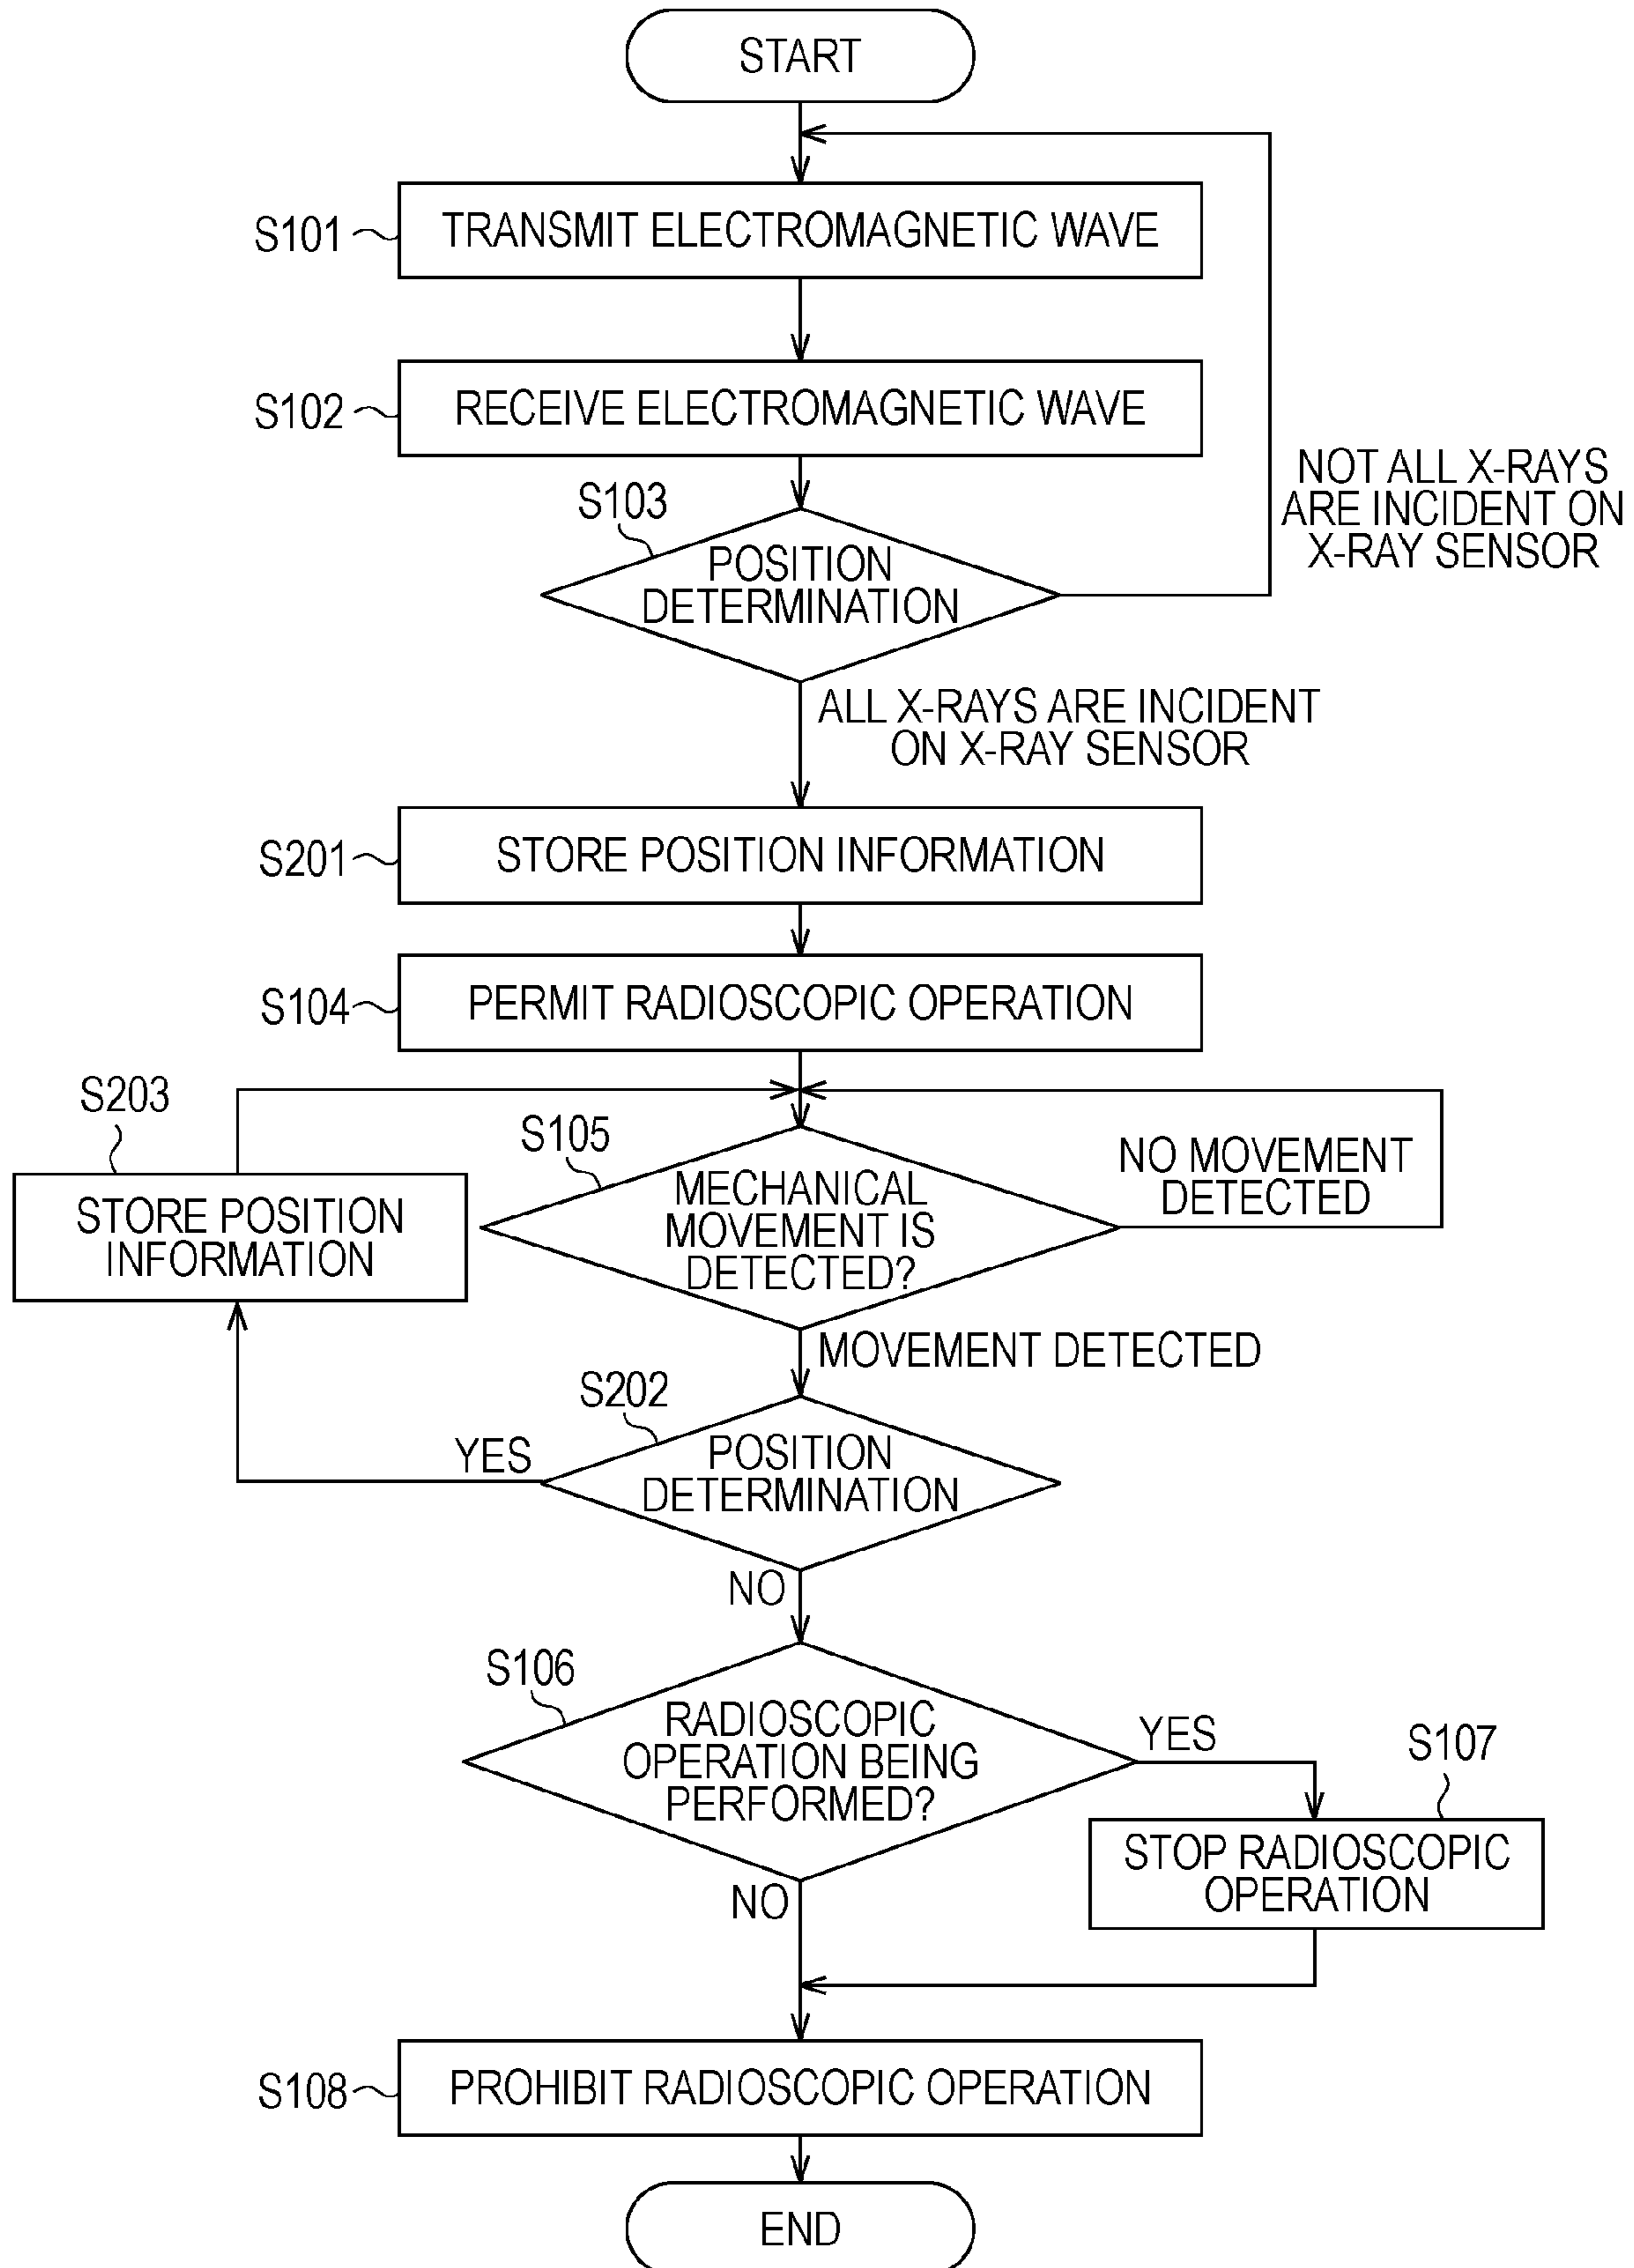 START
S101
TRANSMIT ELECTROMAGNETIC WAVE
S102
RECEIVE ELECTROMAGNETIC WAVE
NOT ALL X-RAYS
ARE INCIDENT ON
X-RAY SENSOR
S103
POSITION
DETERMINATION
ALL X-RAYS ARE INCIDENT
ON X-RAY SENSOR
S201
STORE POSITION INFORMATION
S104
PERMIT RADIOSCOPIC OPERATION
S203
STORE POSITION
INFORMATION
S105
MECHANICAL
MOVEMENT IS
DETECTED?
NO MOVEMENT
DETECTED
MOVEMENT DETECTED
S202
POSITION
DETERMINATION
YES
NO
S106
RADIOSCOPIC
OPERATION BEING
PERFORMED?
YES
S107
STOP RADIOSCOPIC
OPERATION
NO
S108
PROHIBIT RADIOSCOPIC OPERATION
END